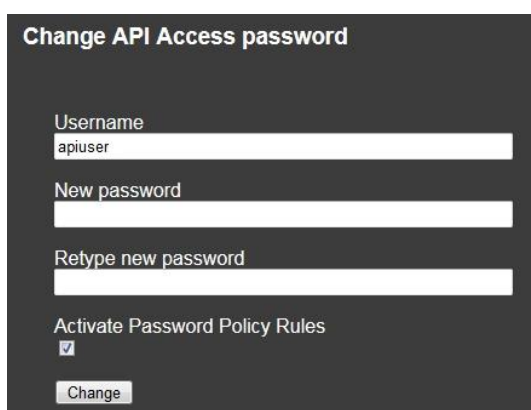 Change API Access password
Username
apiuser
New password
Retype new password
Activate Password Policy Rules
Change